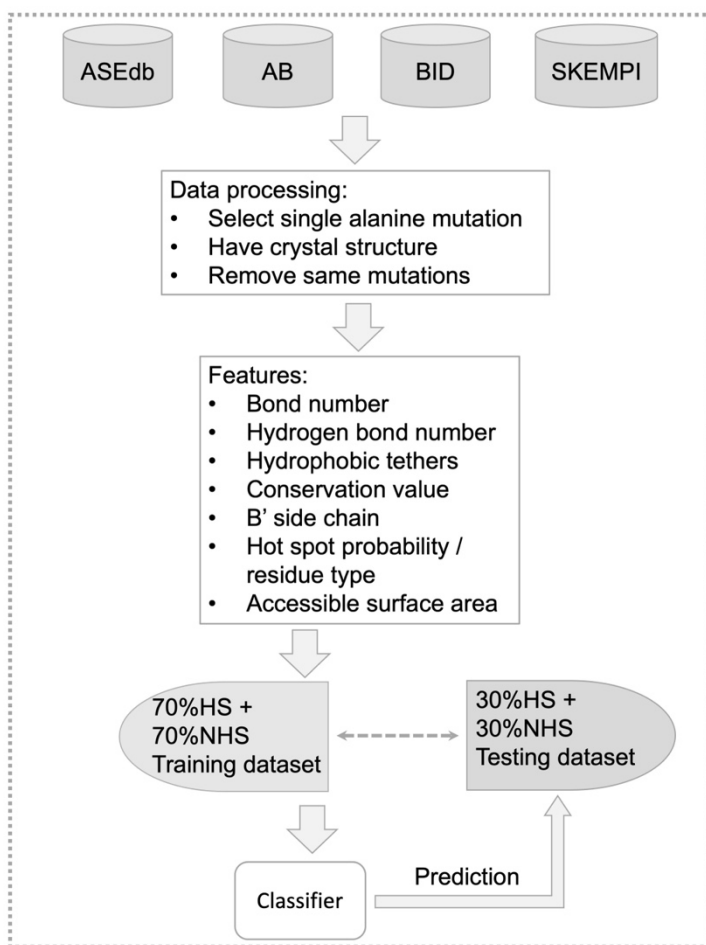 ASEdb AB BID SKEMPI
Data processing:
• Select single alanine mutation
• Have crystal structure
• Remove same mutations
Features:
• Bond number
• Hydrogen bond number
• Hydrophobic tethers
• Conservation value
• B’ side chain
• Hot spot probability /
residue type
• Accessible surface area
70%HS +
70%NHS
Training dataset
30%HS +
30%NHS
Testing dataset
Classifier
Prediction